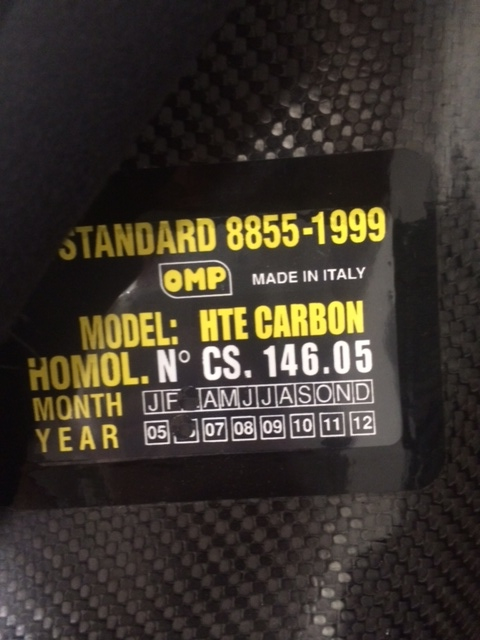 STANDARD 8855-1999
OMP MADE IN ITALY
MODEL: HTE CARBON
HOMOL. N° CS. 146.05
MONTH J F A M J J A S O N D
YEAR 05 07 08 09 10 11 12